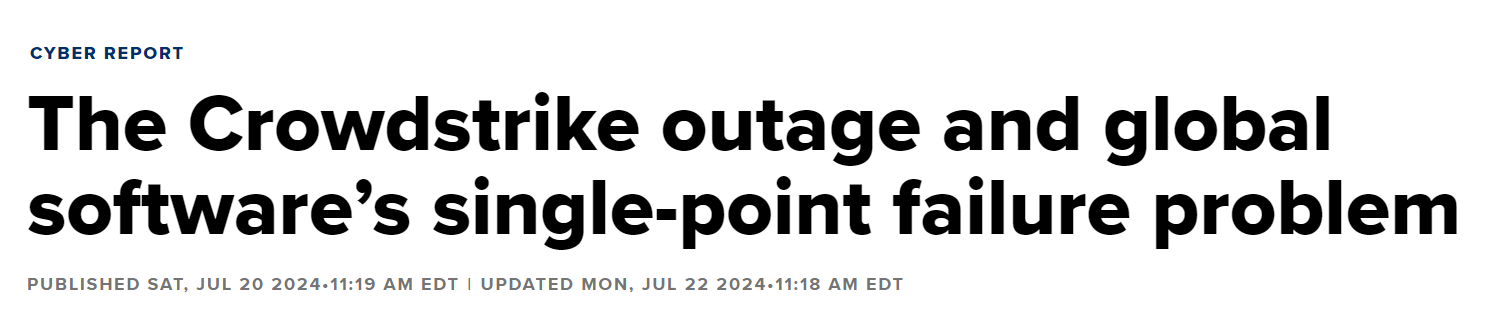 CYBER REPORT
The Crowdstrike outage and global
software’s single-point failure problem
PUBLISHED SAT, JUL 20 2024•11:19 AM EDT | UPDATED MON, JUL 22 2024•11:18 AM EDT